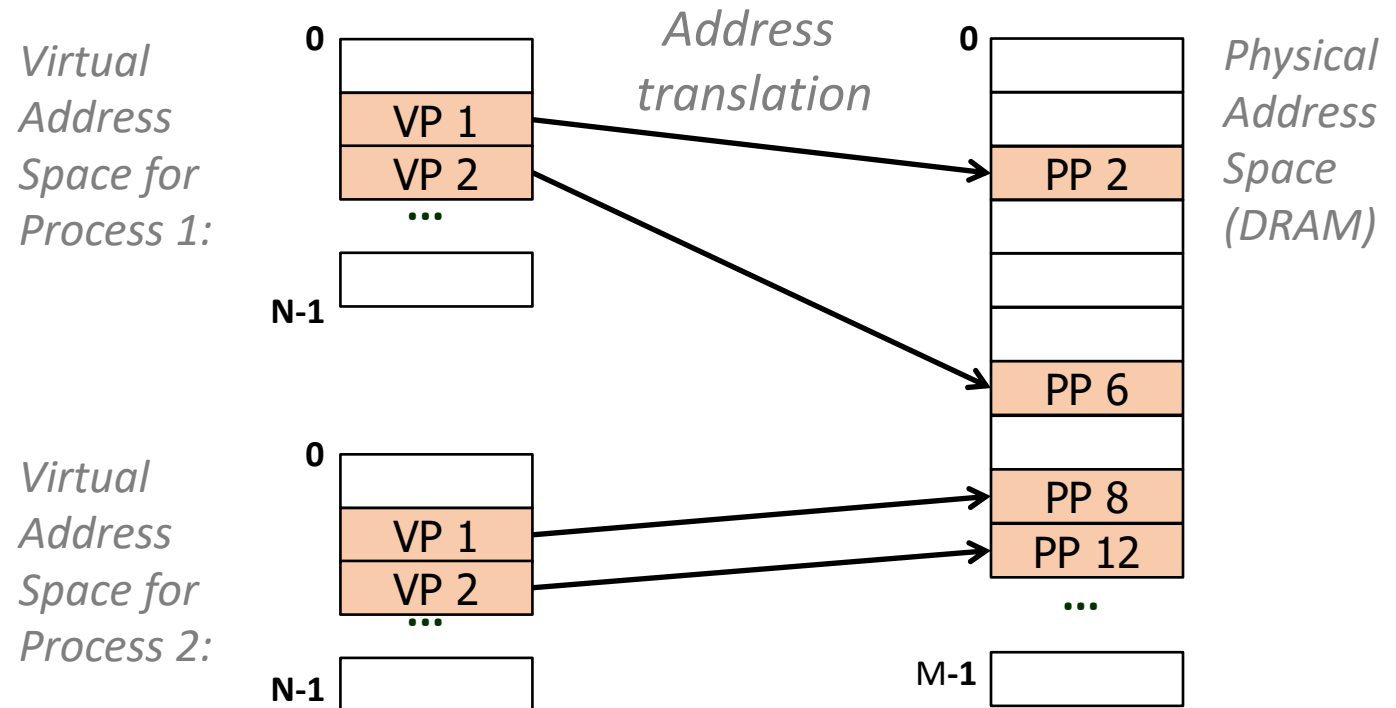 Virtual
Address
Space for
Process 1:
0
VP 1
VP 2
...
N-1
Address
translation
0
PP 2
PP 6
PP 8
PP 12
...
M-1
Physical
Address
Space
(DRAM)
Virtual
Address
Space for
Process 2:
0
VP 1
VP 2
...
N-1